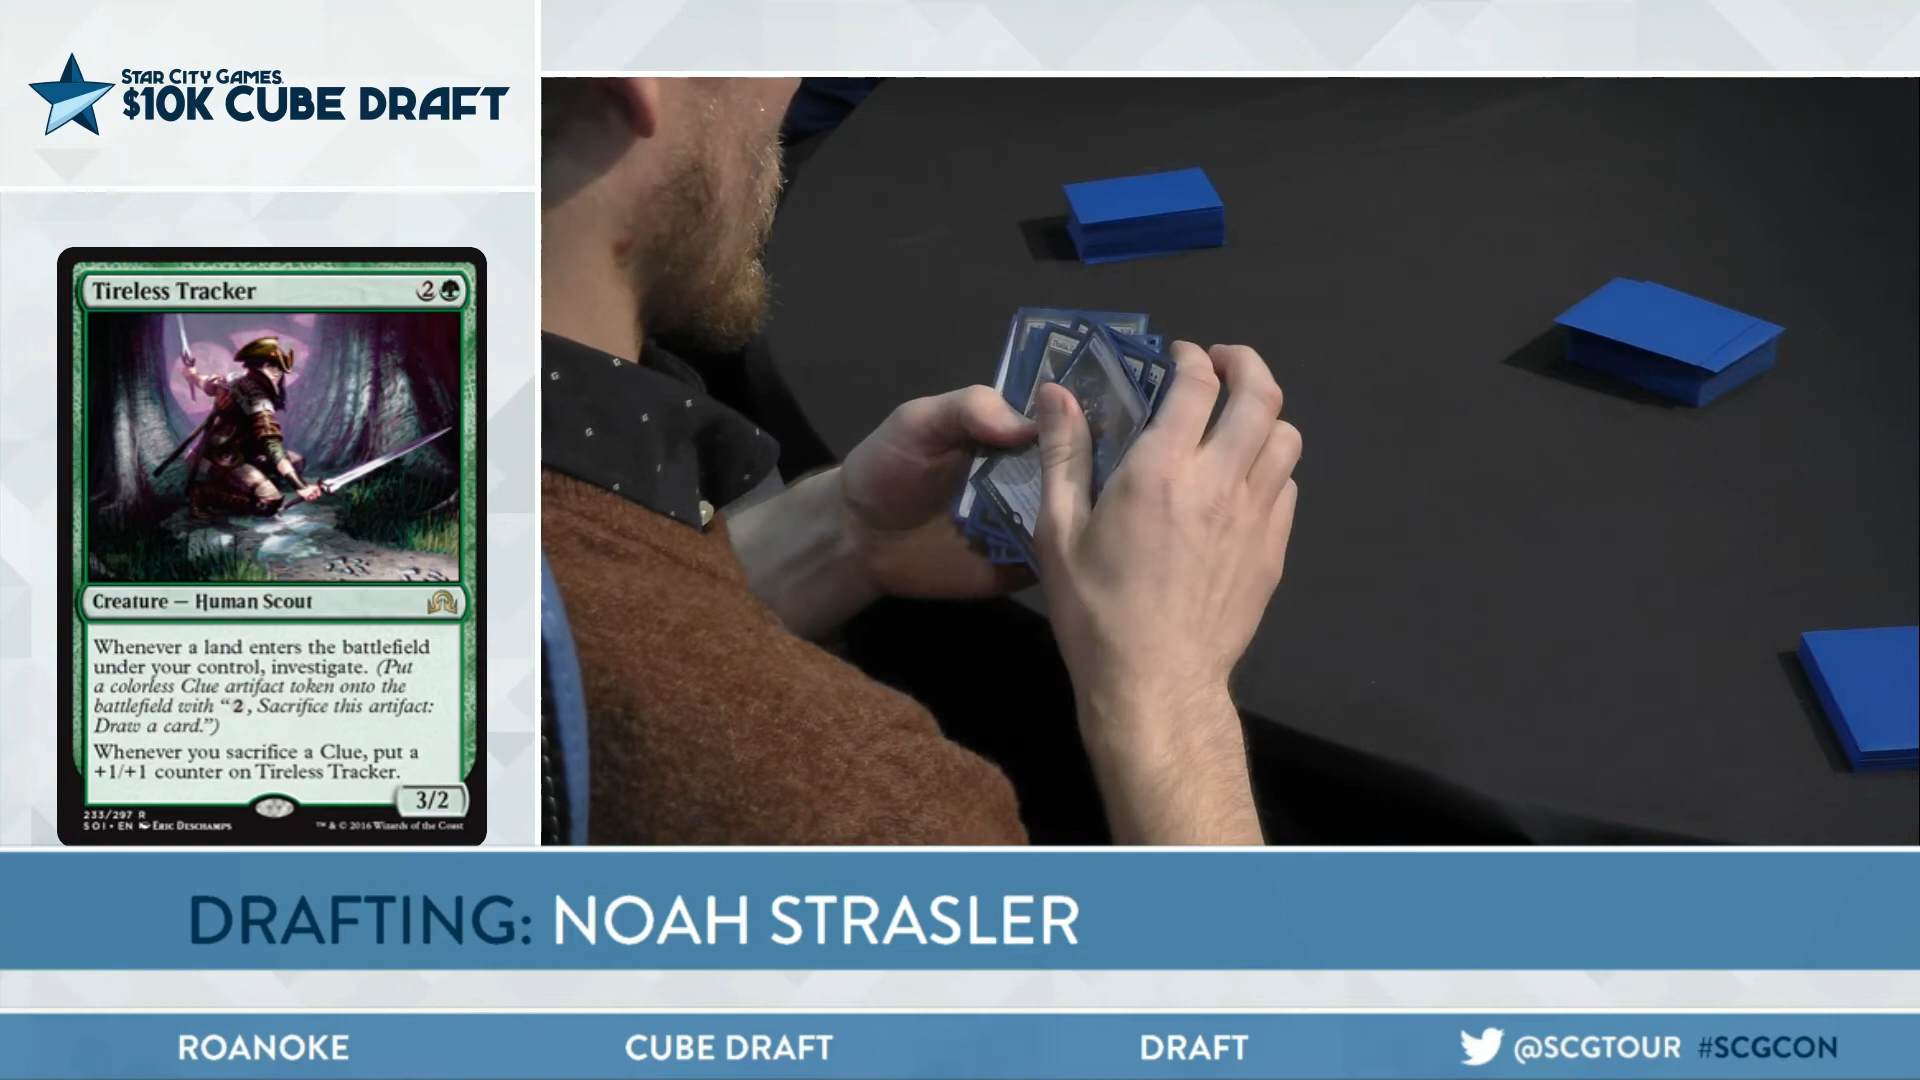 STAR CITY GAMES
$10K CUBE DRAFT
Tireless Tracker 2
Creature — Human Scout
Whenever a land enters the battlefield
under your control, investigate. (Put
a colorless Clue artifact token onto the
battlefield with “2, Sacrifice this artifact:
Draw a card.”)
Whenever you sacrifice a Clue, put a
+1/+1 counter on Tireless Tracker.
3/2
233/297 R
SOI • EN ERIC DESCHAMPS
™ & © 2016 Wizards of the Coast
DRAFTING: NOAH STRASLER
ROANOKE
CUBE DRAFT
DRAFT
@SCGTOUR #SCGCON